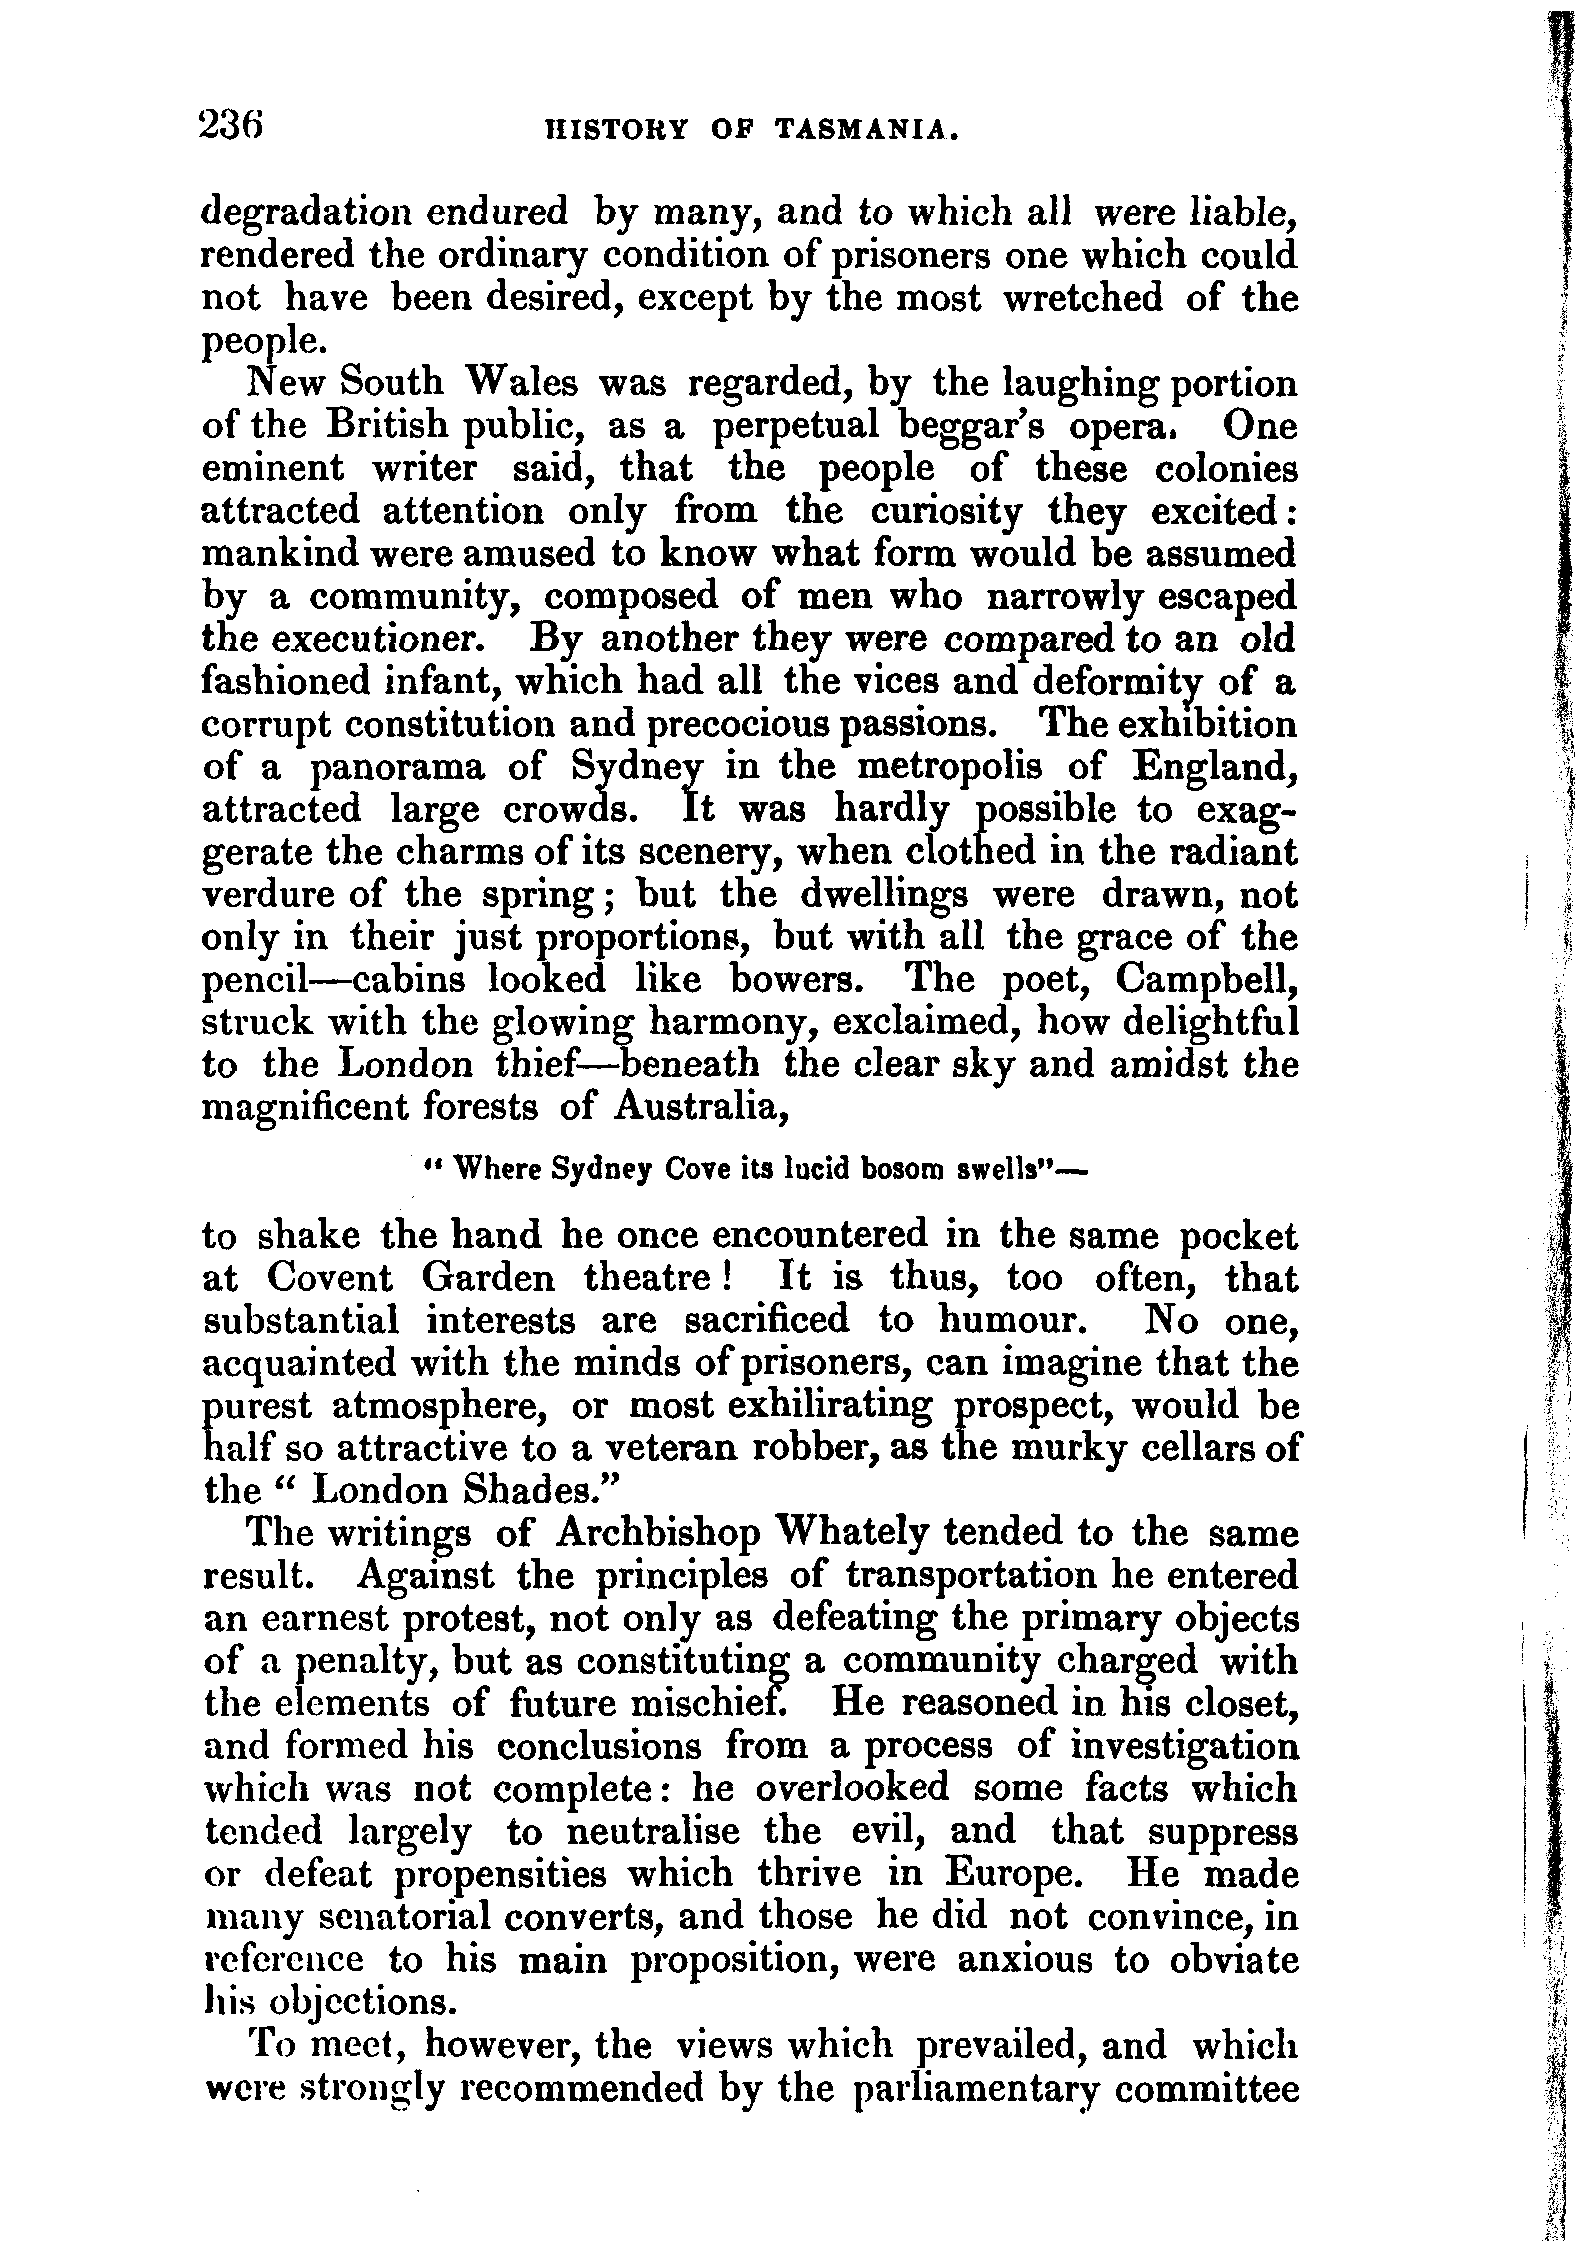 236 HISTORY OF TASMANIA.
degradation endured by many, and to which all were liable,
rendered the ordinary condition of prisoners one which could
not have been desired, except by the most wretched of the
people.
New South Wales was regarded, by the laughing portion
of the British public, as a perpetual beggar's opera. One
eminent writer said, that the people of these colonies
attracted attention only from the curiosity they excited:
mankind were amused to know what form would be assumed
by a community, composed of men who narrowly escaped
the executioner. By another they were compared to an old
fashioned infant, which had all the vices and deformity of a
corrupt constitution and precocious passions. The exhibition
of a panorama of Sydney in the metropolis of England,
attracted large crowds. It was hardly possible to exag-
gerate the charms of its scenery, when clothed in the radiant
verdure of the spring; but the dwellings were drawn, not
only in their just proportions, but with all the grace of the
pencil—cabins looked like bowers. The poet, Campbell,
struck with the glowing harmony, exclaimed, how delightful
to the London thief—beneath the clear sky and amidst the
magnificent forests of Australia,
"Where Sydney Cove its lucid bosom swells"—
to shake the hand he once encountered in the same pocket
at Covent Garden theatre! It is thus, too often, that
substantial interests are sacrificed to humour. No one,
acquainted with the minds of prisoners, can imagine that the
purest atmosphere, or most exhilirating prospect, would be
half so attractive to a veteran robber, as the murky cellars of
the "London Shades."
The writings of Archbishop Whately tended to the same
result. Against the principles of transportation he entered
an earnest protest, not only as defeating the primary objects
of a penalty, but as constituting a community charged with
the elements of future mischief. He reasoned in his closet,
and formed his conclusions from a process of investigation
which was not complete: he overlooked some facts which
tended largely to neutralise the evil, and that suppress
or defeat propensities which thrive in Europe. He made
many senatorial converts, and those he did not convince, in
reference to his main proposition, were anxious to obviate
his objections.
To meet, however, the views which prevailed, and which
were strongly recommended by the parliamentary committee